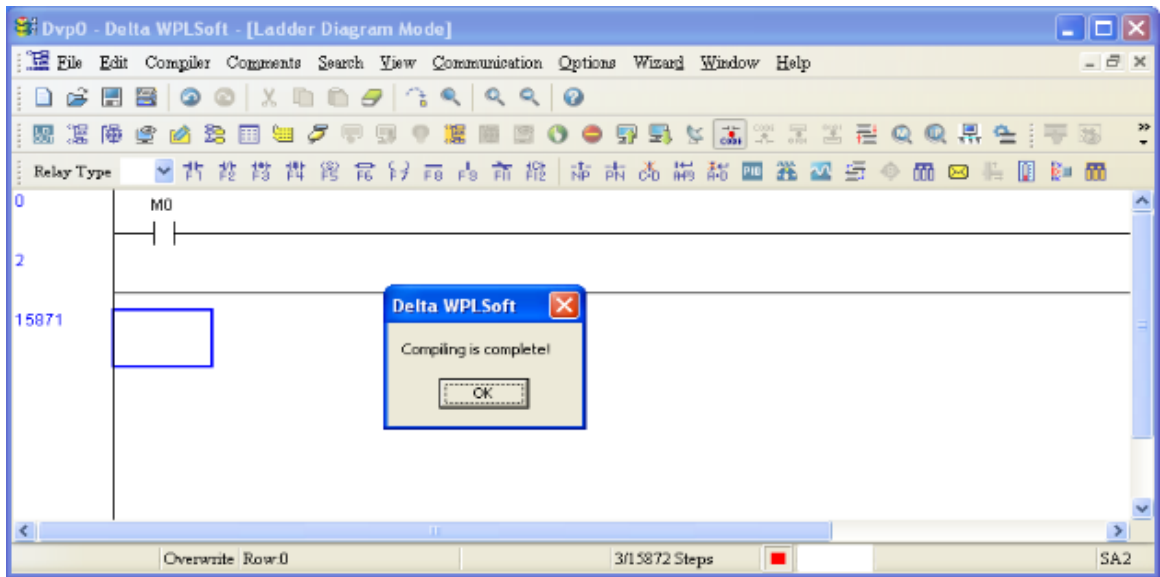 Dvp0 - Delta WPLSoft - [Ladder Diagram Mode]
File Edit Compiler Comments Search View Communication Options Wizard Window Help
Relay Type
0
M0
2
15871
Delta WPLSoft
Compiling is complete!
OK
Overwrite Row:0 3/15872 Steps SA2